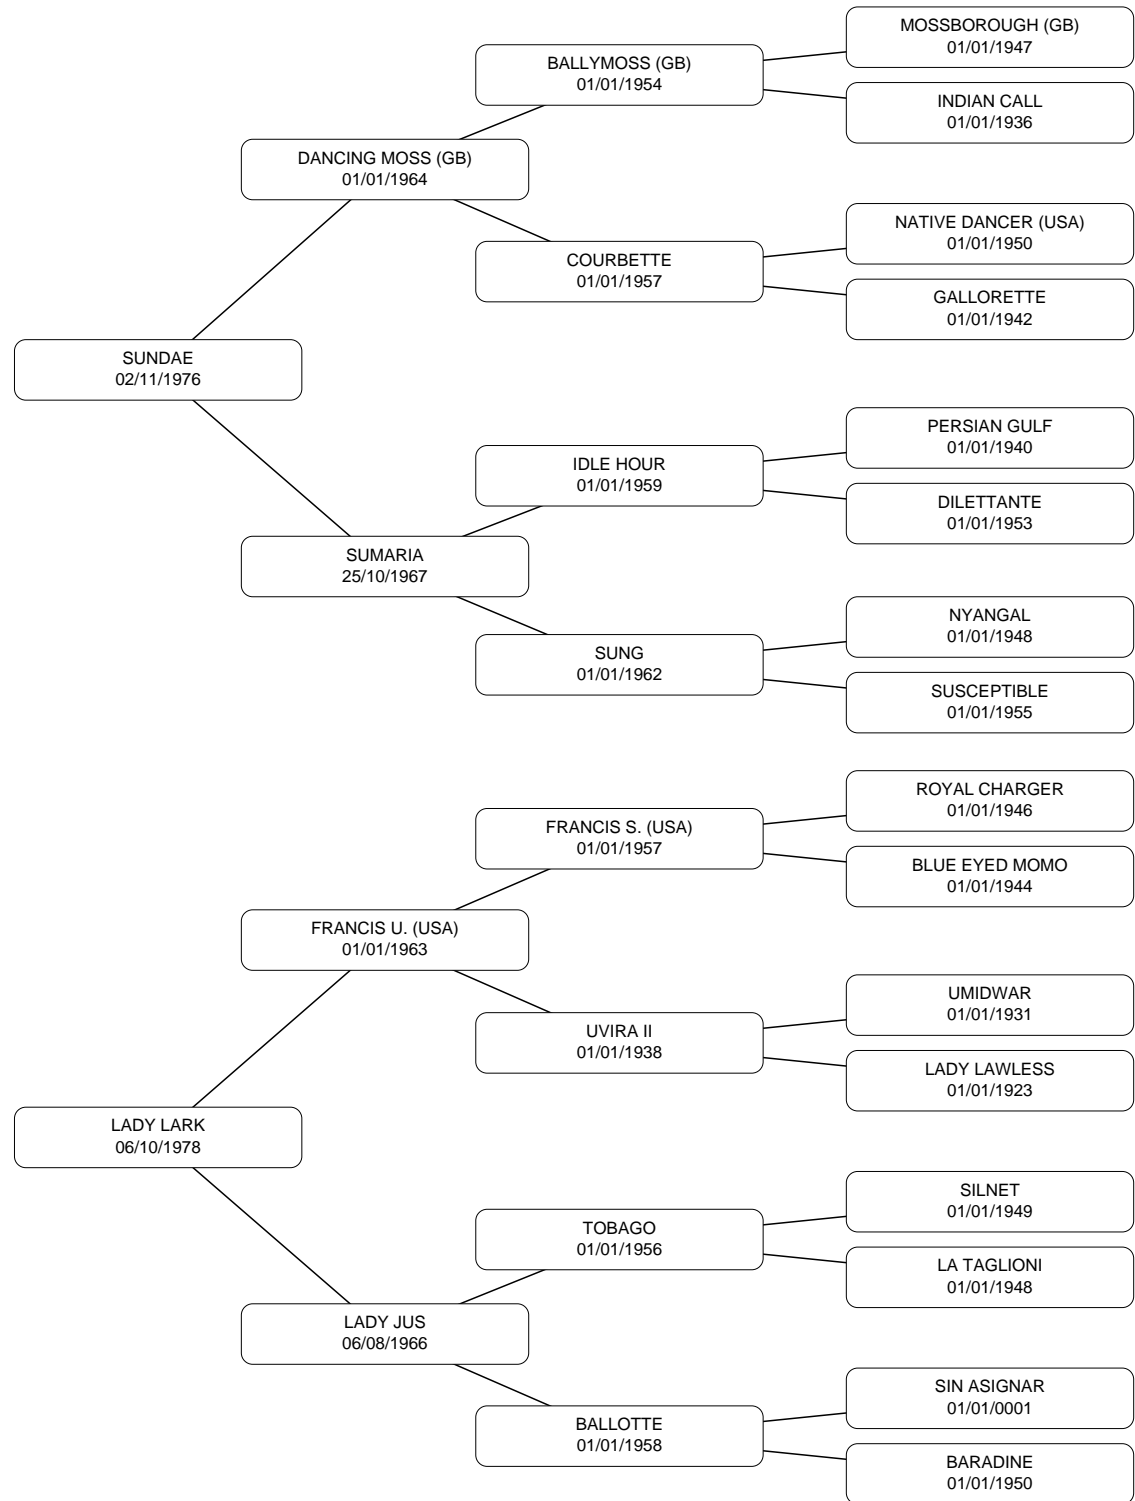 MOSSBOROUGH (GB)
01/01/1947
BALLYMOSS (GB)
01/01/1954
INDIAN CALL
01/01/1936
DANCING MOSS (GB)
01/01/1964
NATIVE DANCER (USA)
01/01/1950
COURBETTE
01/01/1957
GALLORETTE
01/01/1942
SUNDAE
02/11/1976
PERSIAN GULF
01/01/1940
IDLE HOUR
01/01/1959
DILETTANTE
01/01/1953
SUMARIA
25/10/1967
NYANGAL
01/01/1948
SUNG
01/01/1962
SUSCEPTIBLE
01/01/1955
ROYAL CHARGER
01/01/1946
FRANCIS S. (USA)
01/01/1957
BLUE EYED MOMO
01/01/1944
FRANCIS U. (USA)
01/01/1963
UMIDWAR
01/01/1931
UVIRA II
01/01/1938
LADY LAWLESS
01/01/1923
LADY LARK
06/10/1978
SILNET
01/01/1949
TOBAGO
01/01/1956
LA TAGLIONI
01/01/1948
LADY JUS
06/08/1966
SIN ASIGNAR
01/01/0001
BALLOTTE
01/01/1958
BARADINE
01/01/1950